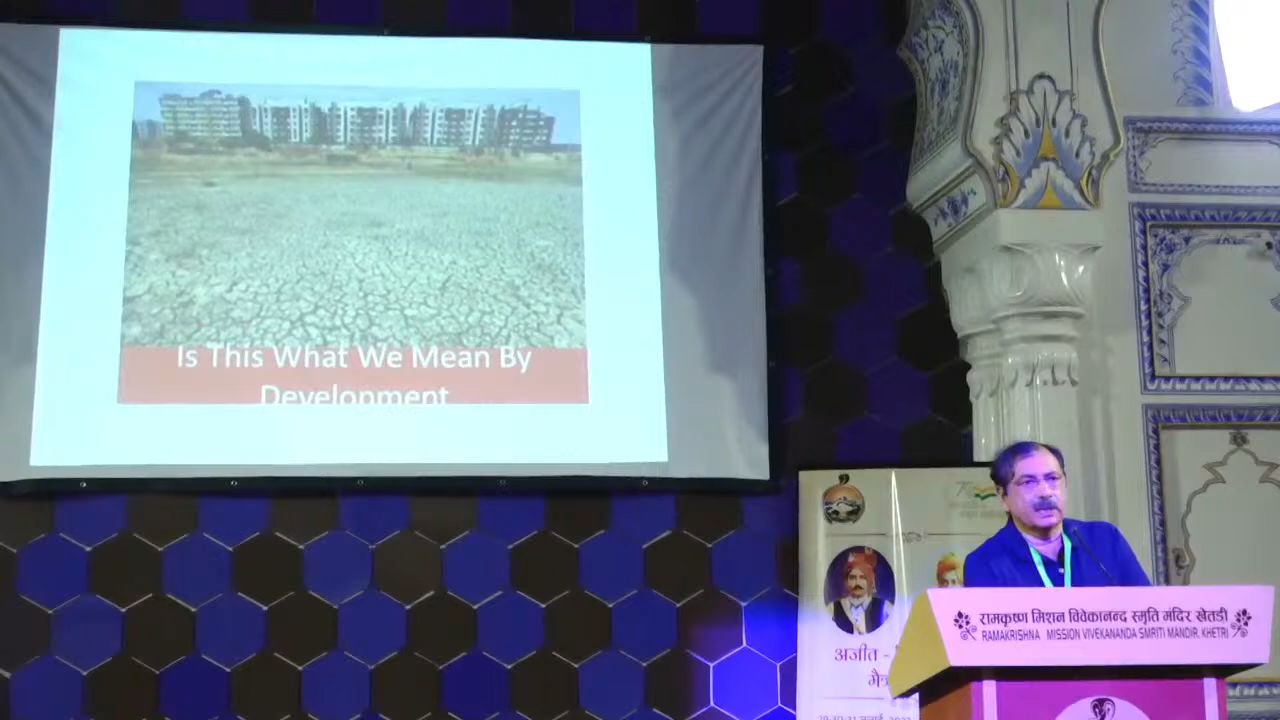 Is This What We Mean By
Development
अजीत -
रामकृष्ण मिशन विवेकानन्द स्मृति मंदिर खेतड़ी
RAMAKRISHNA MISSION VIVEKANANDA SMRITI MANDIR, KHETRI